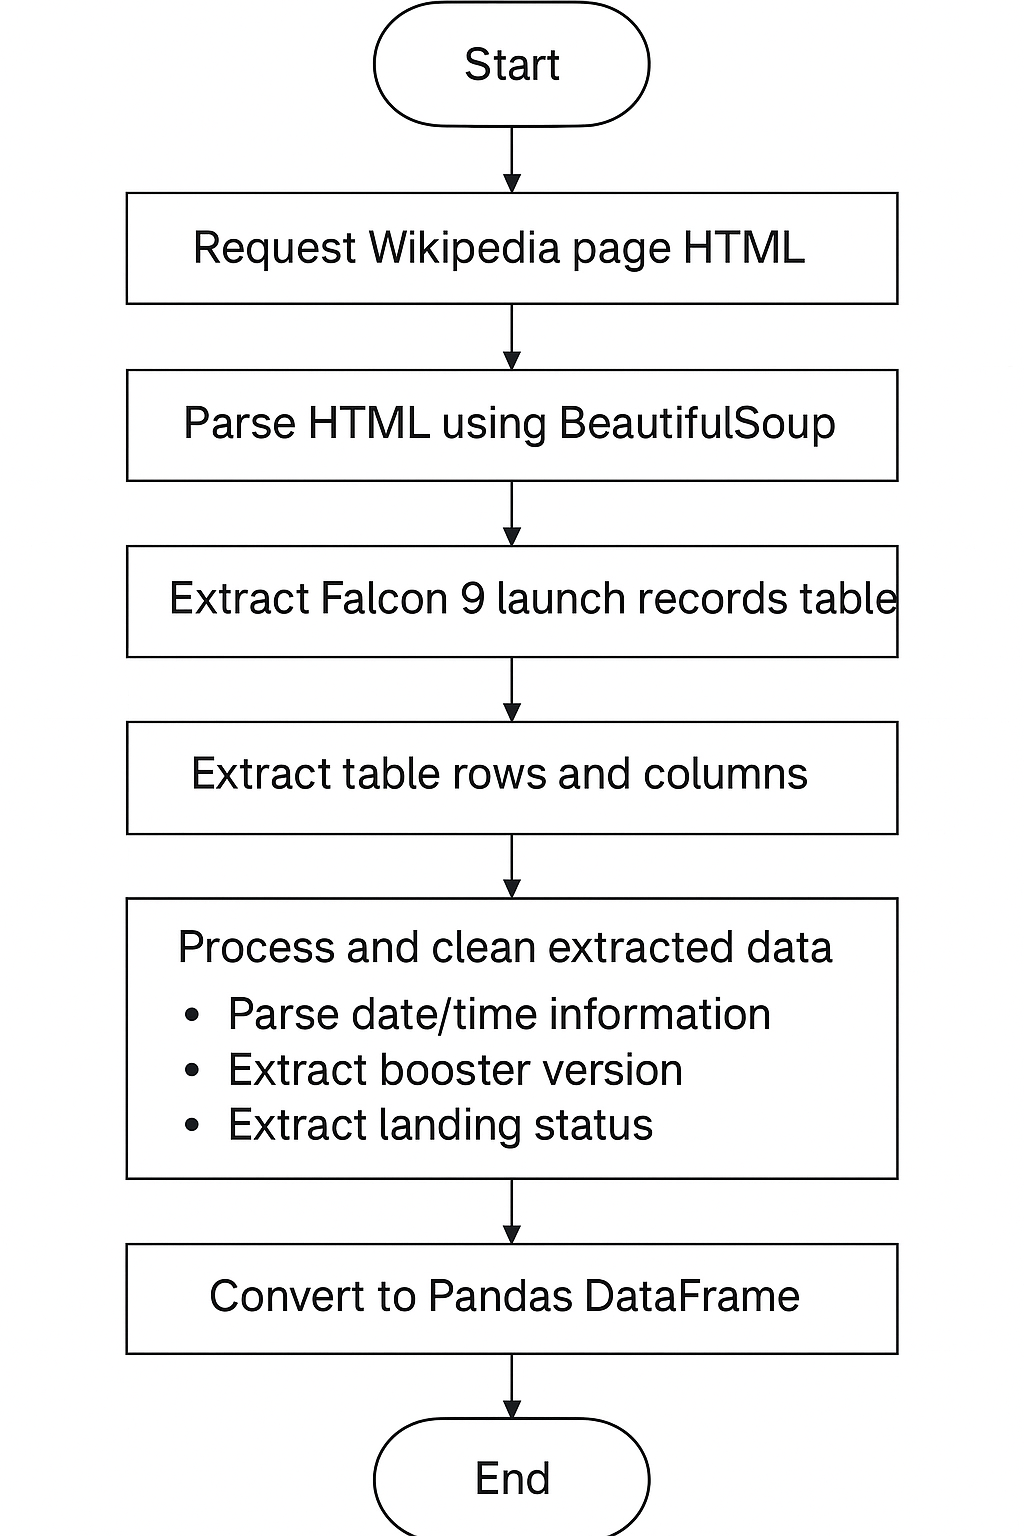 Start
Request Wikipedia page HTML
Parse HTML using BeautifulSoup
Extract Falcon 9 launch records table
Extract table rows and columns
Process and clean extracted data
• Parse date/time information
• Extract booster version
• Extract landing status
Convert to Pandas DataFrame
End